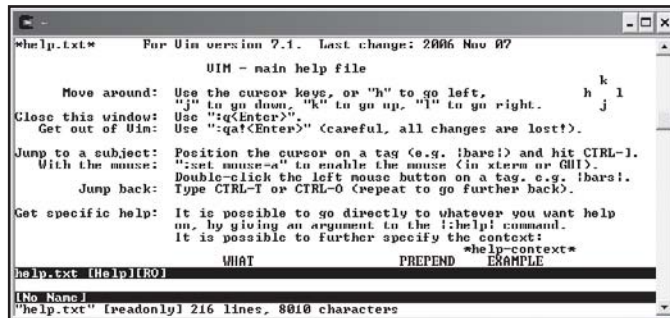 *help.txt* For Vim version 7.1. Last change: 2006 Nov 07
VIM - main help file
k
Move around: Use the cursor keys, or "h" to go left, h l
"j" to go down, "k" to go up, "l" to go right. j
Close this window: Use ":q<Enter>".
Get out of Vim: Use ":qa!<Enter>" (careful, all changes are lost!).
Jump to a subject: Position the cursor on a tag (e.g. |bars|) and hit CTRL-].
With the mouse: ":set mouse=a" to enable the mouse (in xterm or GUI).
Double-click the left mouse button on a tag, e.g. |bars|.
Jump back: Type CTRL-T or CTRL-O (repeat to go further back).
Get specific help: It is possible to go directly to whatever you want help
on, by giving an argument to the |:help| command.
It is possible to further specify the context:
*help-context*
WHAT PREPEND EXAMPLE
help.txt [Help][RO]
[No Name]
"help.txt" [readonly] 216 lines, 8010 characters